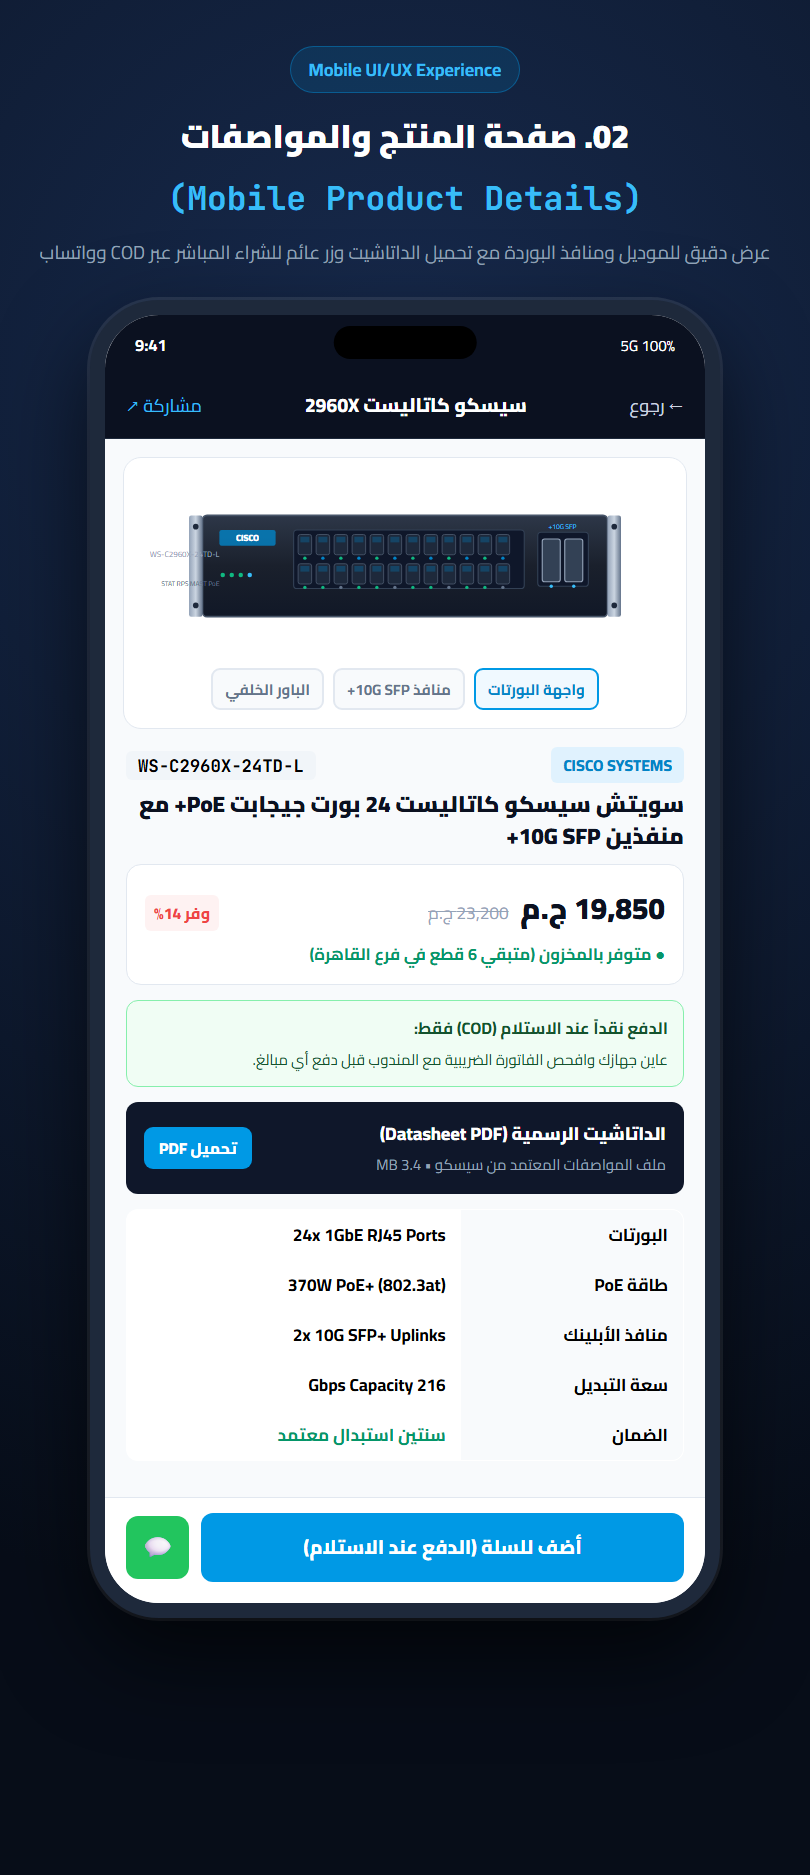 Mobile UI/UX Experience
02. صفحة المنتج والمواصفات
(Mobile Product Details)
عرض دقيق للموديل ومنافذ البوردة مع تحميل الداتاشيت وزر عائم للشراء المباشر عبر COD وواتساب
9:41
5G 100%
← رجوع
سيسكو كاتاليست 2960X
مشاركة ↗
+10G SFP
CISCO
STAT RPS
PoE
واجهة البورتات
منافذ 10G SFP+
الباور الخلفي
CISCO SYSTEMS
WS-C2960X-24TD-L
سويتش سيسكو كاتاليست 24 بورت جيجابت PoE+ مع
منفذين 10G SFP+
19,850 ج.م
23,200 ج.م
وفر 14%
● متوفر بالمخزون (متبقي 6 قطع في فرع القاهرة)
الدفع نقداً عند الاستلام (COD) فقط:
عاين جهازك وافحص الفاتورة الضريبية مع المندوب قبل دفع أي مبالغ.
الداتاشيت الرسمية (Datasheet PDF)
ملف المواصفات المعتمد من سيسكو • 3.4 MB
تحميل PDF
البورتات
24x 1GbE RJ45 Ports
طاقة PoE
370W PoE+ (802.3at)
منافذ الأبلينك
2x 10G SFP+ Uplinks
سعة التبديل
216 Gbps Capacity
الضمان
سنتين استبدال معتمد
أضف للسلة (الدفع عند الاستلام)